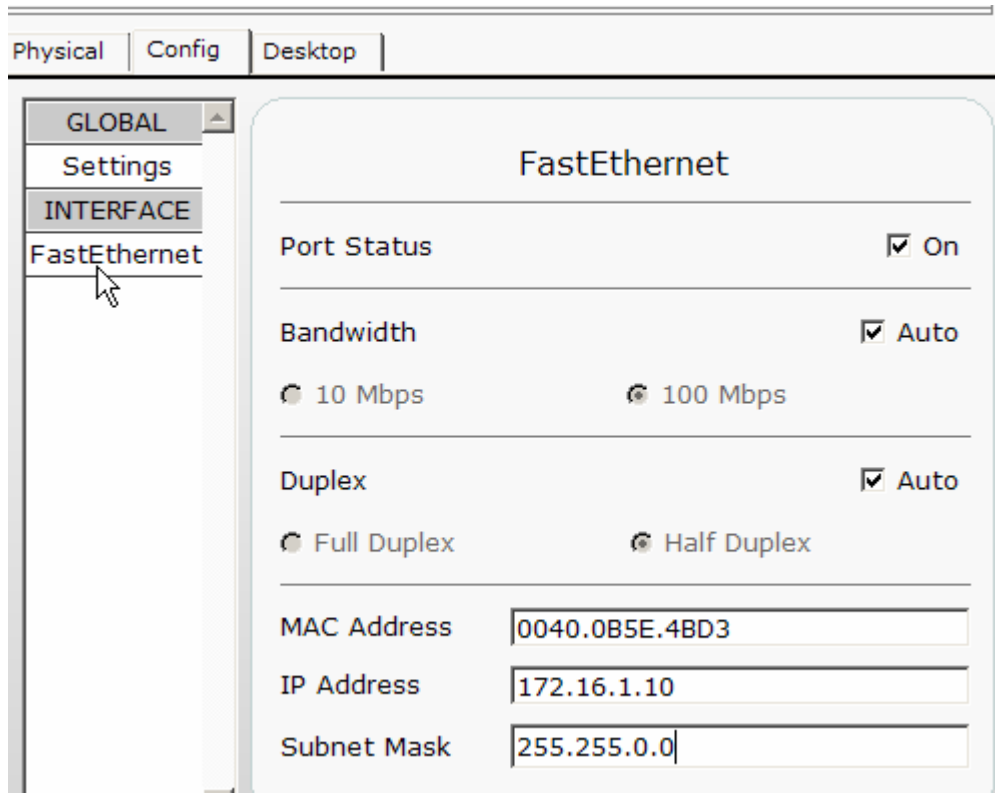 Physical Config Desktop
GLOBAL
Settings
INTERFACE
FastEthernet
FastEthernet
Port Status On
Bandwidth Auto
10 Mbps 100 Mbps
Duplex Auto
Full Duplex Half Duplex
MAC Address 0040.0B5E.4BD3
IP Address 172.16.1.10
Subnet Mask 255.255.0.0